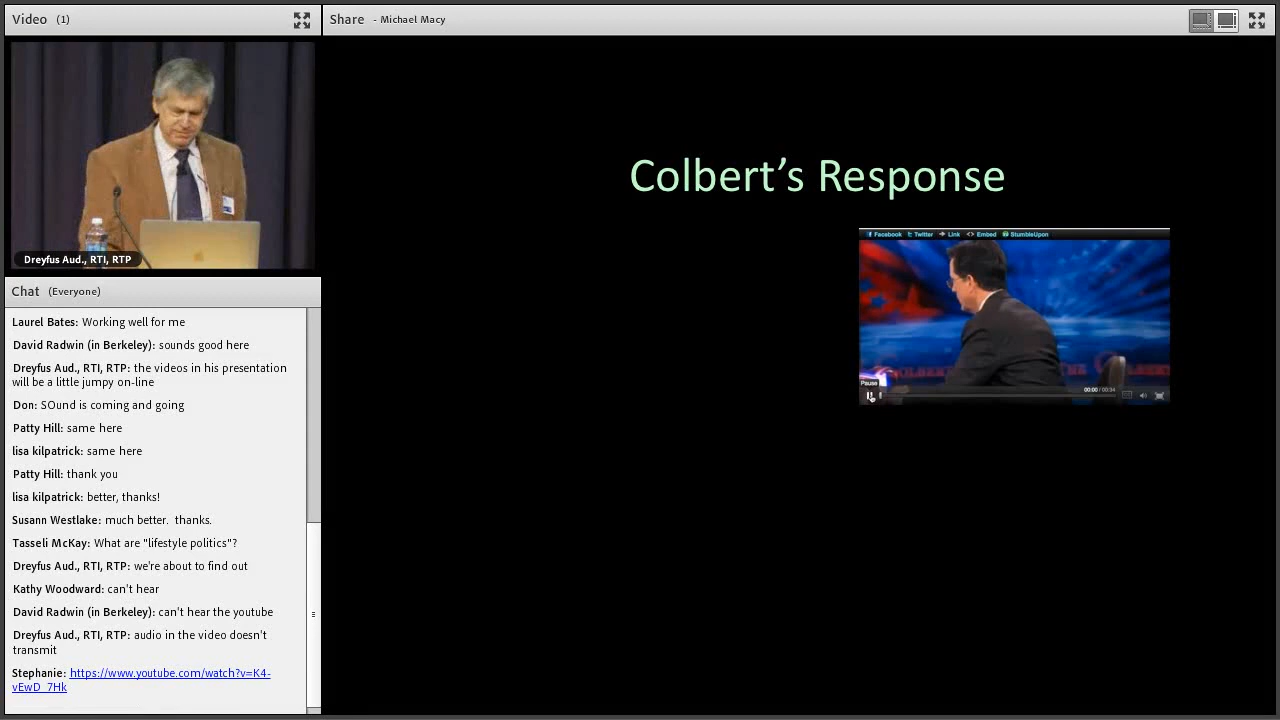 Video (1)
Share - Michael Macy
Dreyfus Aud., RTI, RTP
Chat (Everyone)
Laurel Bates: Working well for me
David Radwin (in Berkeley): sounds good here
Dreyfus Aud., RTI, RTP: the videos in his presentation
will be a little jumpy on-line
Don: SOund is coming and going
Patty Hill: same here
lisa kilpatrick: same here
Patty Hill: thank you
lisa kilpatrick: better, thanks!
Susann Westlake: much better. thanks.
Tasseli McKay: What are "lifestyle politics"?
Dreyfus Aud., RTI, RTP: we're about to find out
Kathy Woodward: can't hear
David Radwin (in Berkeley): can't hear the youtube
Dreyfus Aud., RTI, RTP: audio in the video doesn't
transmit
Stephanie: https://www.youtube.com/watch?v=K4-
vEwD_7Hk
Colbert’s Response
Facebook Twitter Link <> Embed StumbleUpon
Pause
00:00 / 00:34